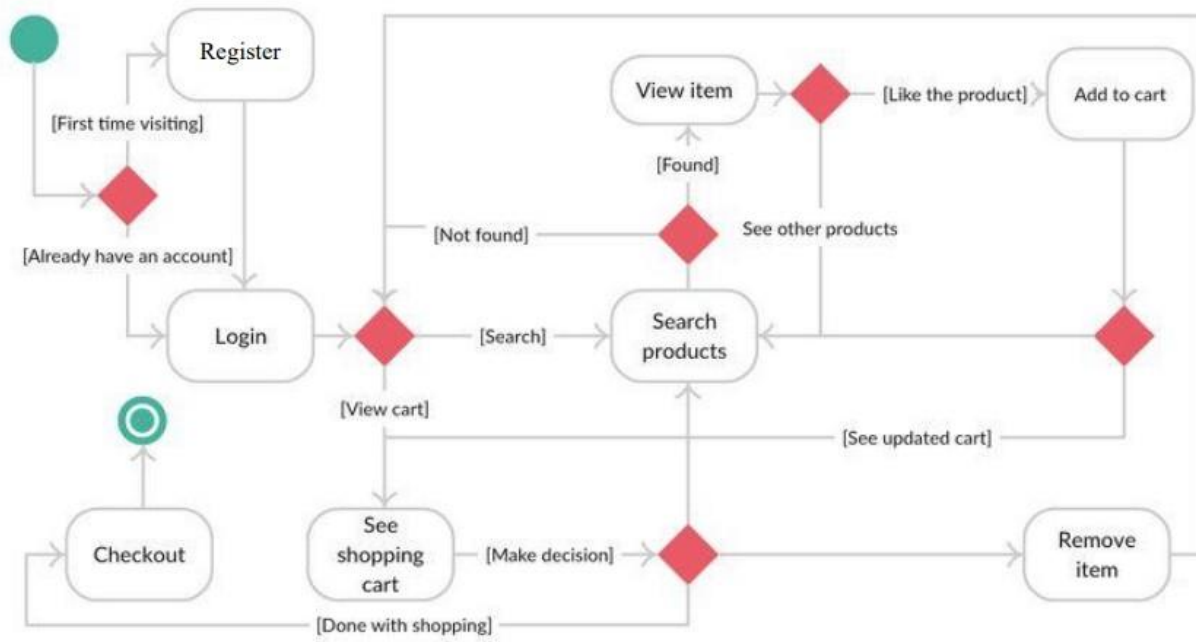 Register
View item
[Like the product]
Add to cart
[First time visiting]
[Found]
[Not found]
See other products
[Already have an account]
Login
[Search]
Search
products
[View cart]
[See updated cart]
Checkout
See
shopping
cart
[Make decision]
Remove
item
[Done with shopping]